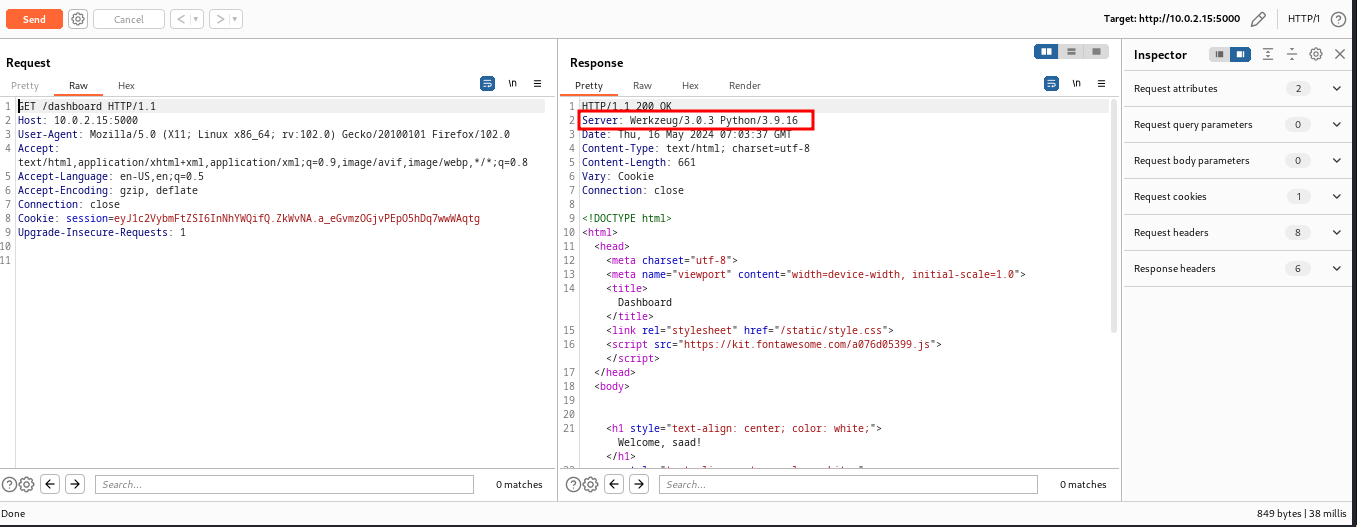 Send Cancel < > Target: http://10.0.2.15:5000 HTTP/1
Request
Pretty Raw Hex \n
1 GET /dashboard HTTP/1.1
2 Host: 10.0.2.15:5000
3 User-Agent: Mozilla/5.0 (X11; Linux x86_64; rv:102.0) Gecko/20100101 Firefox/102.0
4 Accept:
text/html,application/xhtml+xml,application/xml;q=0.9,image/avif,image/webp,*/*;q=0.8
5 Accept-Language: en-US,en;q=0.5
6 Accept-Encoding: gzip, deflate
7 Connection: close
8 Cookie: session=eyJ1c2VybmFtZSI6InNhYWQifQ.ZkWvNA.a_eGvmzOGjvPEpO5hDq7wwWAqtg
9 Upgrade-Insecure-Requests: 1
10
11
Search... 0 matches
Response
Pretty Raw Hex Render \n
1 HTTP/1.1 200 OK
2 Server: Werkzeug/3.0.3 Python/3.9.16
3 Date: Thu, 16 May 2024 07:03:37 GMT
4 Content-Type: text/html; charset=utf-8
5 Content-Length: 661
6 Vary: Cookie
7 Connection: close
8
9 <!DOCTYPE html>
10 <html>
11 <head>
12 <meta charset="utf-8">
13 <meta name="viewport" content="width=device-width, initial-scale=1.0">
14 <title>
Dashboard
</title>
15 <link rel="stylesheet" href="/static/style.css">
16 <script src="https://kit.fontawesome.com/a076d05399.js">
</script>
17 </head>
18 <body>
19
20
21 <h1 style="text-align: center; color: white;">
Welcome, saad!
</h1>
Search... 0 matches
Inspector
Request attributes 2
Request query parameters 0
Request body parameters 0
Request cookies 1
Request headers 8
Response headers 6
Done 849 bytes | 38 millis